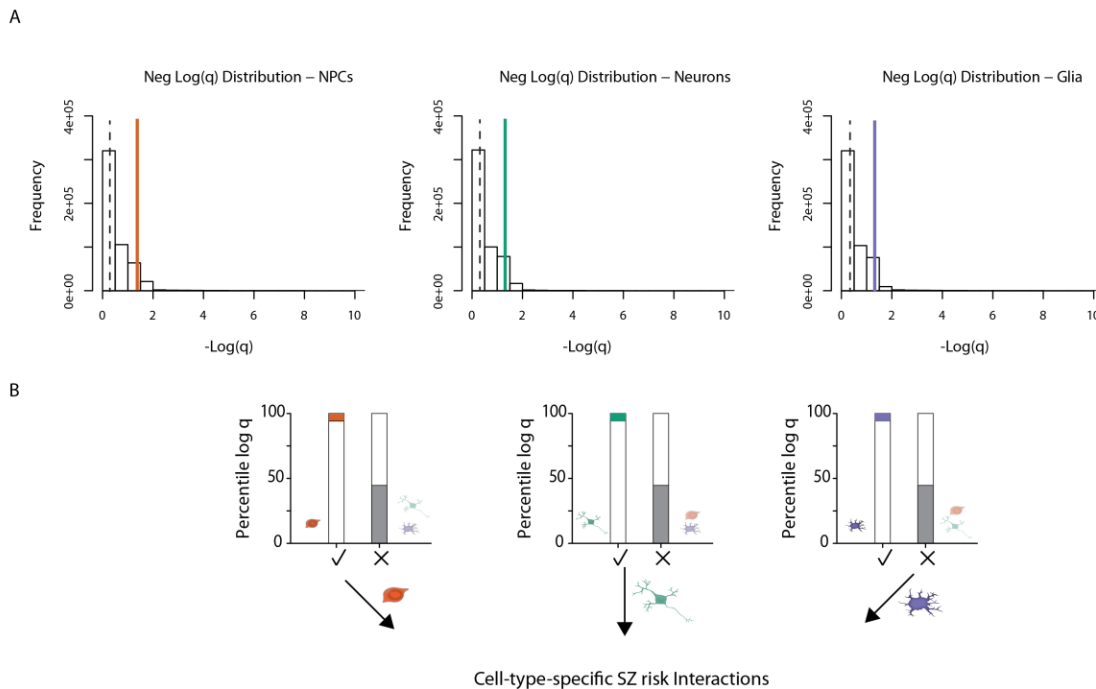 A
Neg Log(q) Distribution – NPCs
Frequency
0e+00
2e+05
4e+05
0 2 4 6 8 10
-Log(q)
Neg Log(q) Distribution – Neurons
Frequency
0e+00
2e+05
4e+05
0 2 4 6 8 10
-Log(q)
Neg Log(q) Distribution – Glia
Frequency
0e+00
2e+05
4e+05
0 2 4 6 8 10
-Log(q)
B
Percentile log q
100
50
0
Percentile log q
100
50
0
Percentile log q
100
50
0
Cell-type-specific SZ risk Interactions